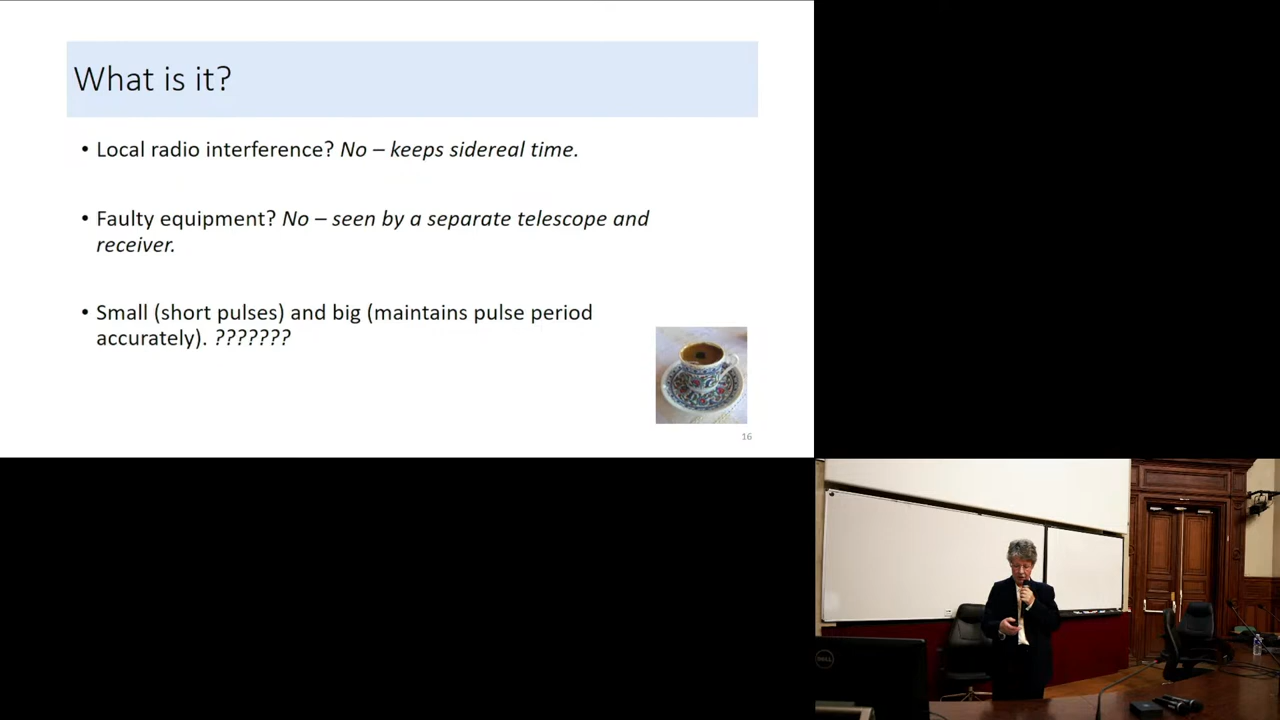 What is it?
• Local radio interference? No – keeps sidereal time.
• Faulty equipment? No – seen by a separate telescope and
receiver.
• Small (short pulses) and big (maintains pulse period
accurately). ???????
16
DELL